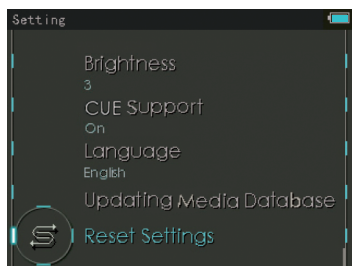 Setting
Brightness
3
CUE Support
On
Language
English
Updating Media Database
Reset Settings